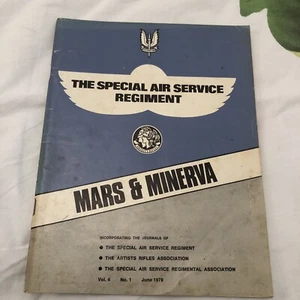 THE SPECIAL AIR SERVICE
REGIMENT
MARS & MINERVA
INCORPORATING THE JOURNALS OF
THE SPECIAL AIR SERVICE REGIMENT
THE ARTISTS RIFLES ASSOCIATION
THE SPECIAL AIR SERVICE REGIMENTAL ASSOCIATION
Vol. 4 No. 1 June 1979